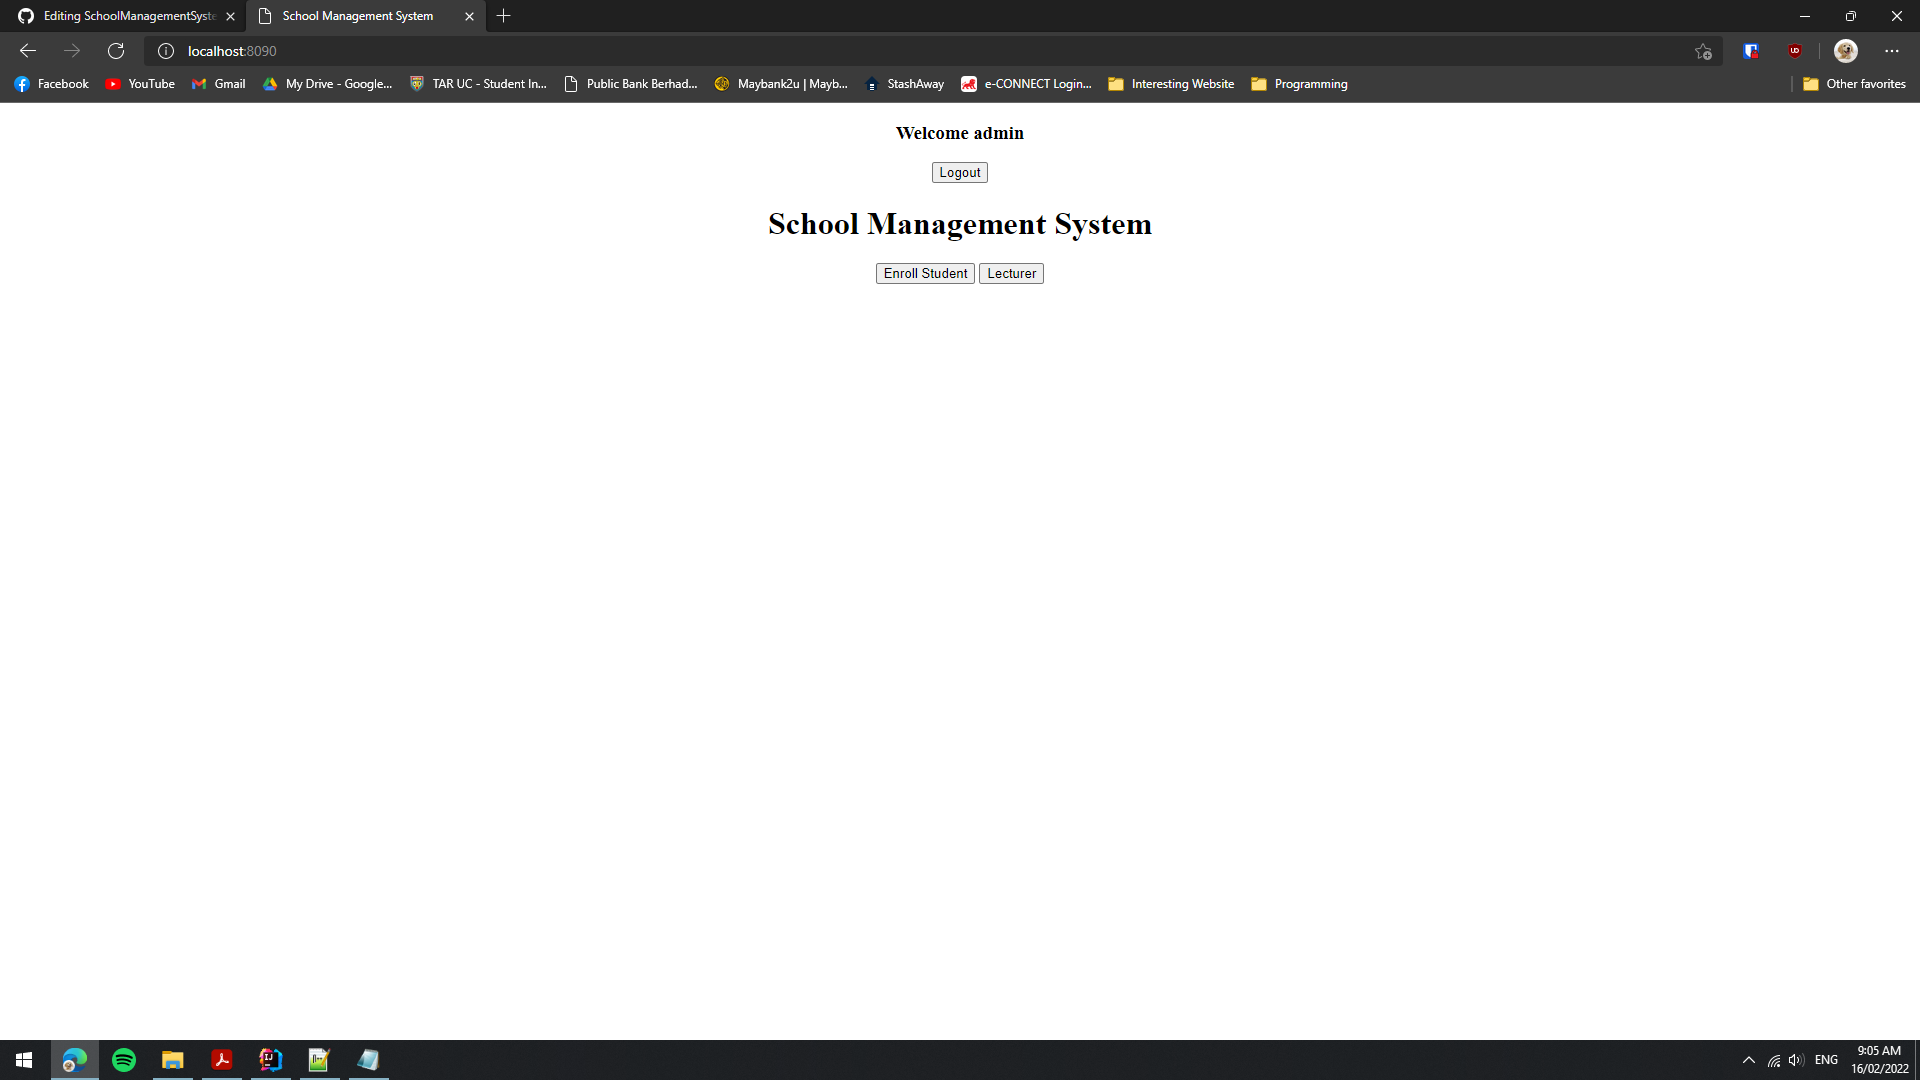 Editing SchoolManagementSyste
School Management System
localhost:8090
Facebook
YouTube
Gmail
My Drive - Google...
TAR UC - Student In...
Public Bank Berhad...
Maybank2u | Mayb...
StashAway
e-CONNECT Login...
Interesting Website
Programming
Other favorites
Welcome admin
Logout
School Management System
Enroll Student Lecturer
ENG
9:05 AM
16/02/2022